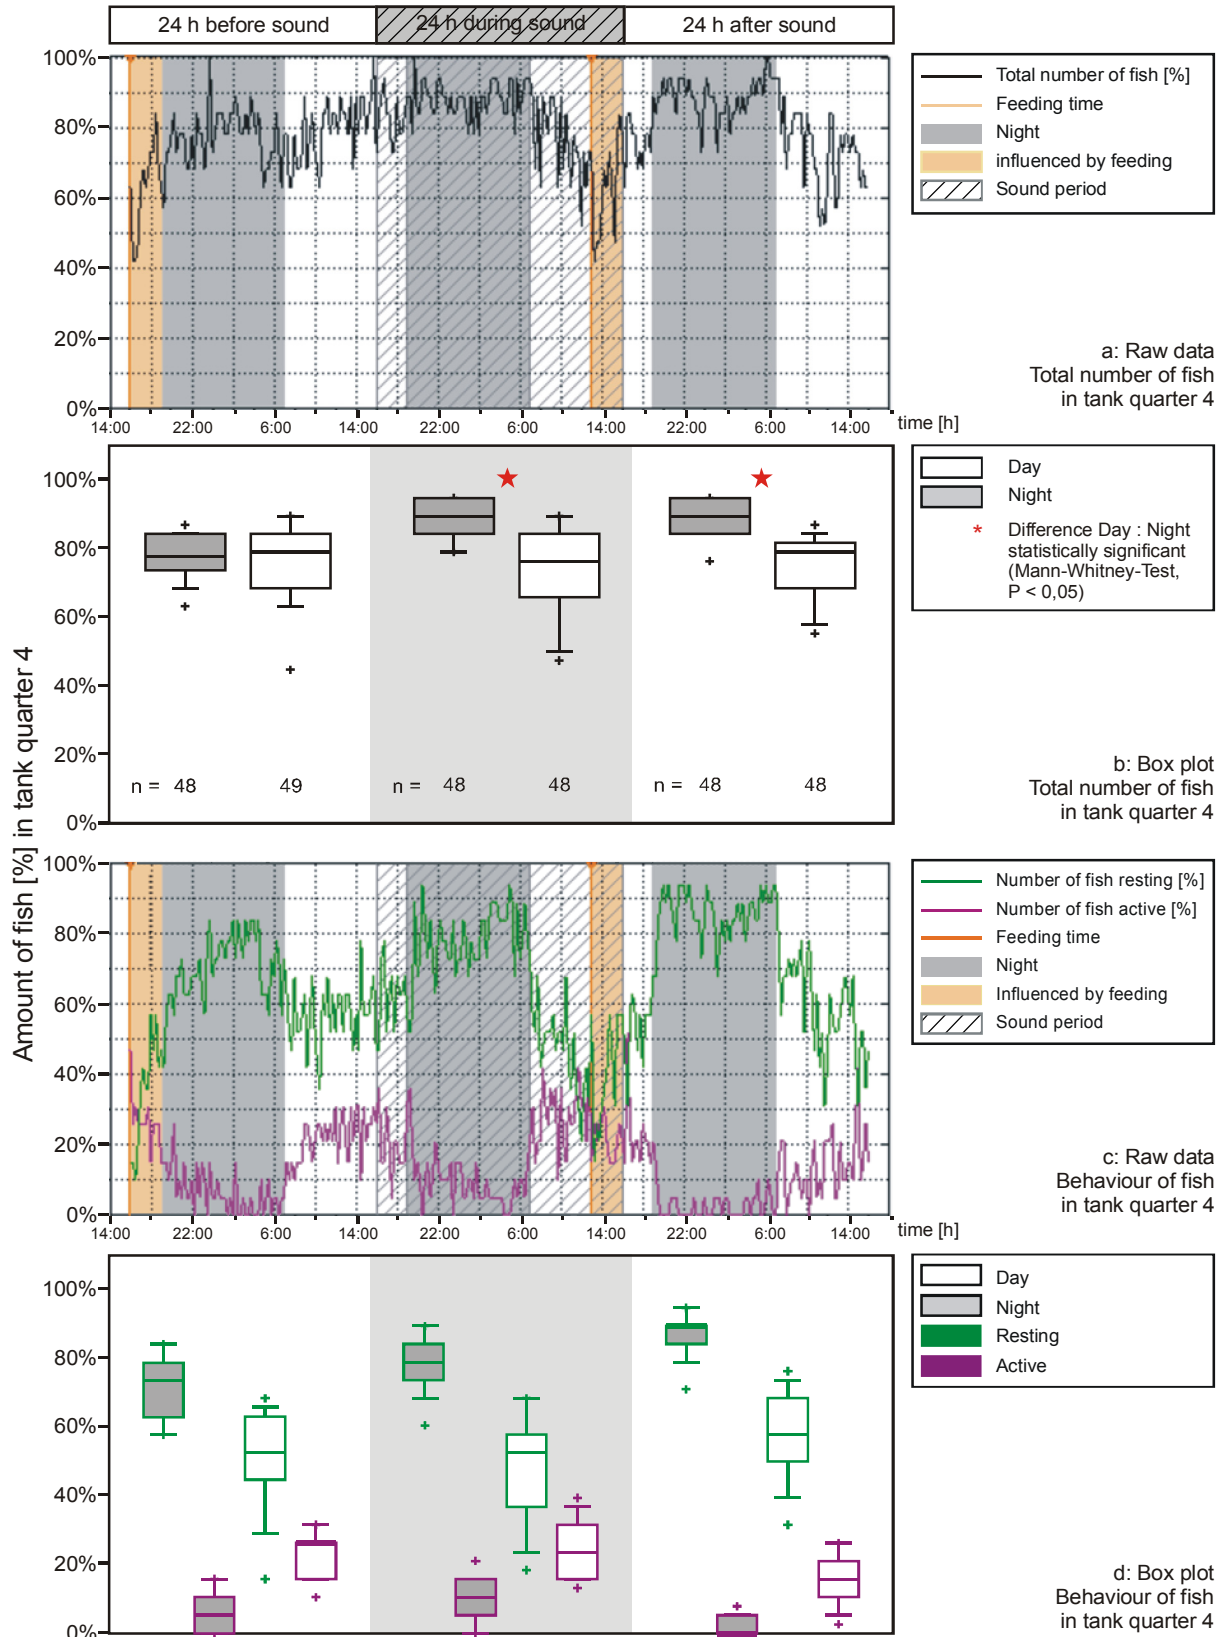 24 h before sound
24 h during sound
24 h after sound
Amount of fish [%] in tank quarter 4
100%
80%
60%
40%
20%
0%
14:00
22:00
6:00
14:00
22:00
6:00
14:00
22:00
6:00
14:00
time [h]
Total number of fish [%]
Feeding time
Night
influenced by feeding
Sound period
a: Raw data
Total number of fish
in tank quarter 4
100%
80%
60%
40%
20%
0%
n = 48
49
n = 48
48
n = 48
48
Day
Night
* Difference Day : Night
statistically significant
(Mann-Whitney-Test,
P < 0,05)
b: Box plot
Total number of fish
in tank quarter 4
100%
80%
60%
40%
20%
0%
14:00
22:00
6:00
14:00
22:00
6:00
14:00
22:00
6:00
14:00
time [h]
Number of fish resting [%]
Number of fish active [%]
Feeding time
Night
Influenced by feeding
Sound period
c: Raw data
Behaviour of fish
in tank quarter 4
100%
80%
60%
40%
20%
0%
Day
Night
Resting
Active
d: Box plot
Behaviour of fish
in tank quarter 4